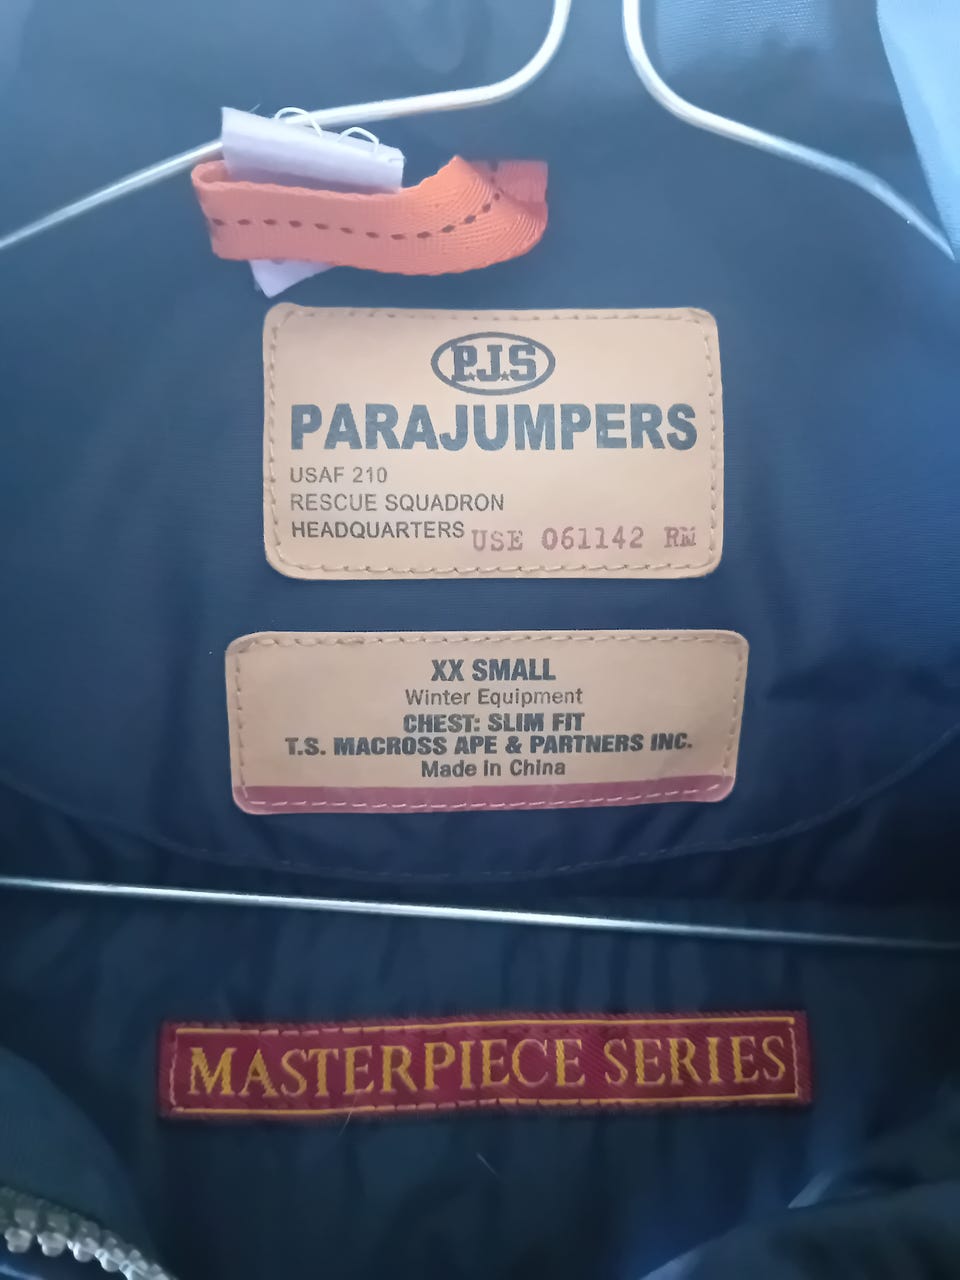 P.J.S
PARAJUMPERS
USAF 210
RESCUE SQUADRON
HEADQUARTERS USE 061142 RM
XX SMALL
Winter Equipment
CHEST: SLIM FIT
T.S. MACROSS APE & PARTNERS INC.
Made in China
MASTERPIECE SERIES